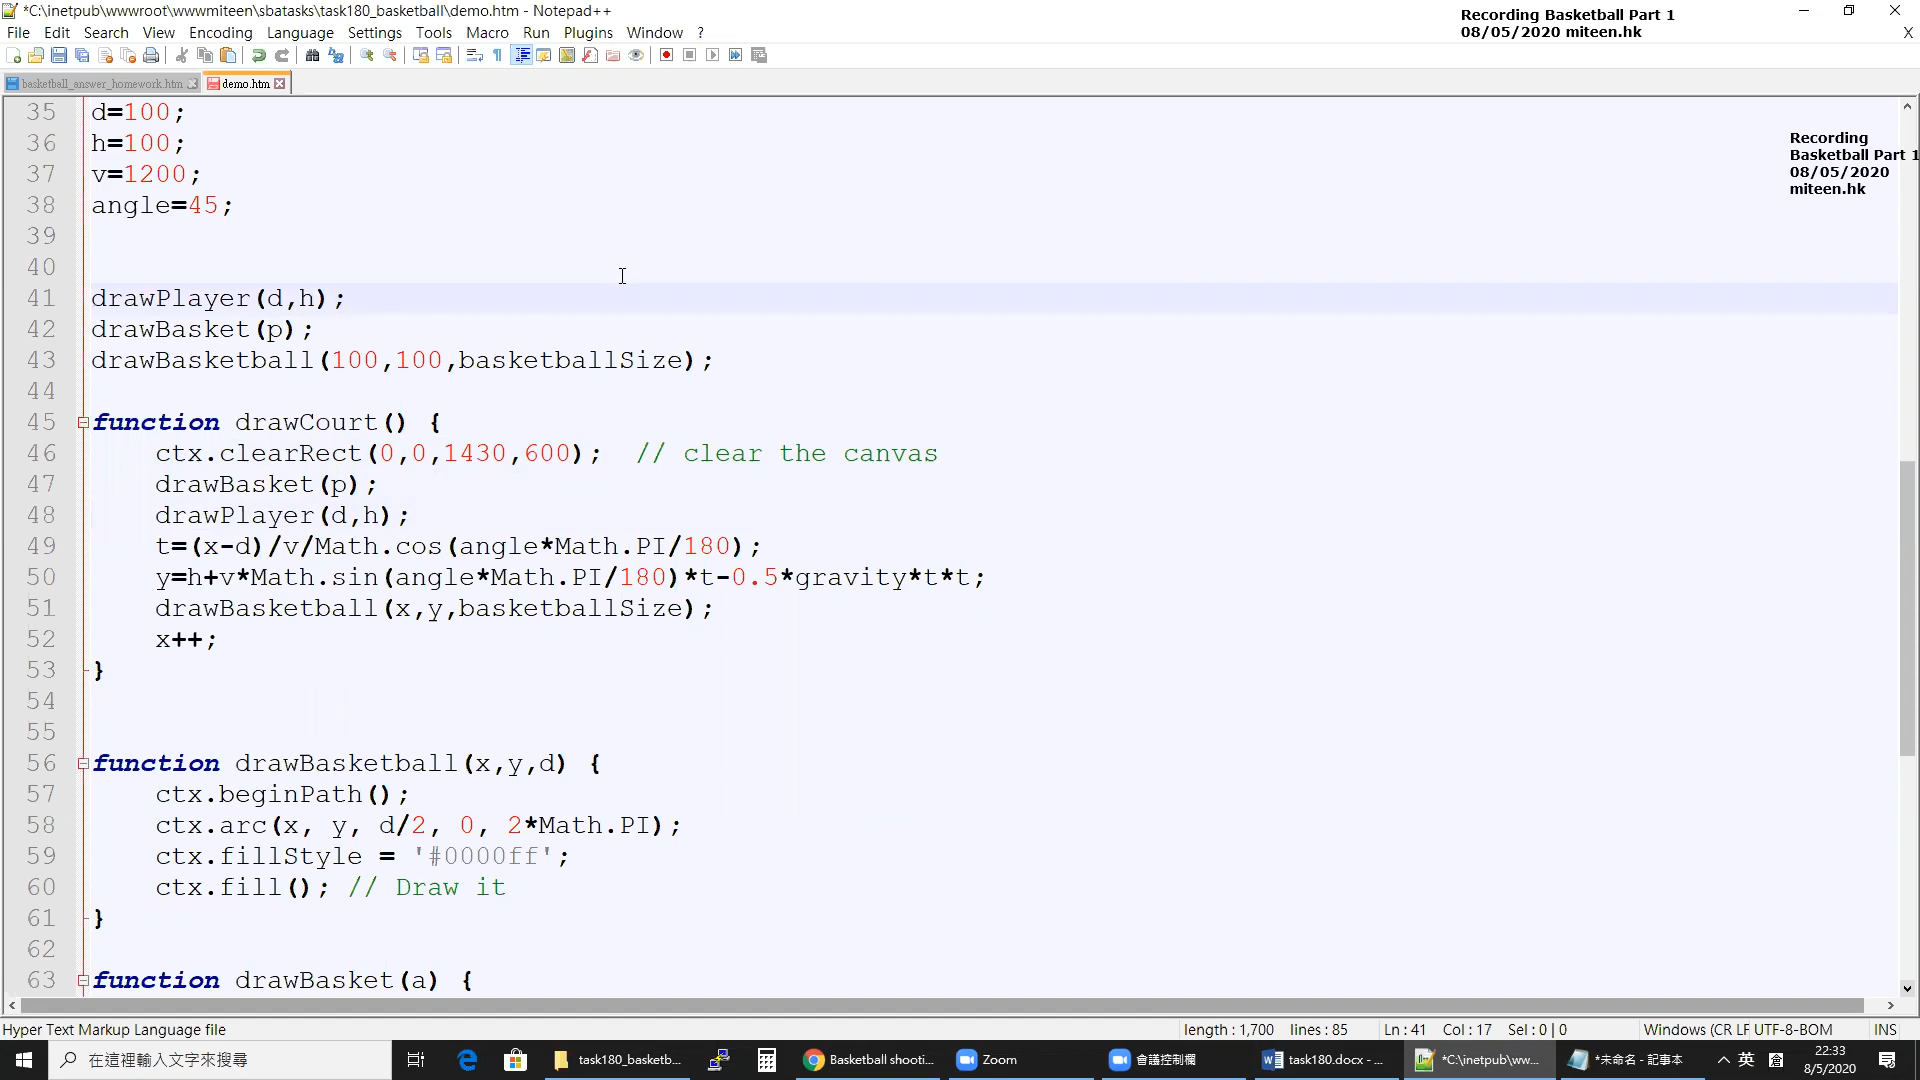 *C:\inetpub\wwwroot\wwwmiteen\sbatasks\task180_basketball\demo.htm - Notepad++
Recording Basketball Part 1
08/05/2020 miteen.hk
File Edit Search View Encoding Language Settings Tools Macro Run Plugins Window ? X
basketball_answer_homework.htm demo.htm
35 d=100;
36 h=100;
37 v=1200;
38 angle=45;
39
40
41 drawPlayer(d,h);
42 drawBasket(p);
43 drawBasketball(100,100,basketballSize);
44
45 function drawCourt() {
46 ctx.clearRect(0,0,1430,600); // clear the canvas
47 drawBasket(p);
48 drawPlayer(d,h);
49 t=(x-d)/v/Math.cos(angle*Math.PI/180);
50 y=h+v*Math.sin(angle*Math.PI/180)*t-0.5*gravity*t*t;
51 drawBasketball(x,y,basketballSize);
52 x++;
53 }
54
55
56 function drawBasketball(x,y,d) {
57 ctx.beginPath();
58 ctx.arc(x, y, d/2, 0, 2*Math.PI);
59 ctx.fillStyle = '#0000ff';
60 ctx.fill(); // Draw it
61 }
62
63 function drawBasket(a) {
Recording
Basketball Part 1
08/05/2020
miteen.hk
Hyper Text Markup Language file length : 1,700 lines : 85 Ln : 41 Col : 17 Sel : 0 | 0 Windows (CR LF UTF-8-BOM INS
在這裡輸入文字來搜尋 task180_basketb... Basketball shooti... Zoom 會議控制欄 task180.docx - ... *C:\inetpub\ww... *未命名 - 記事本 英 倉 22:33
8/5/2020